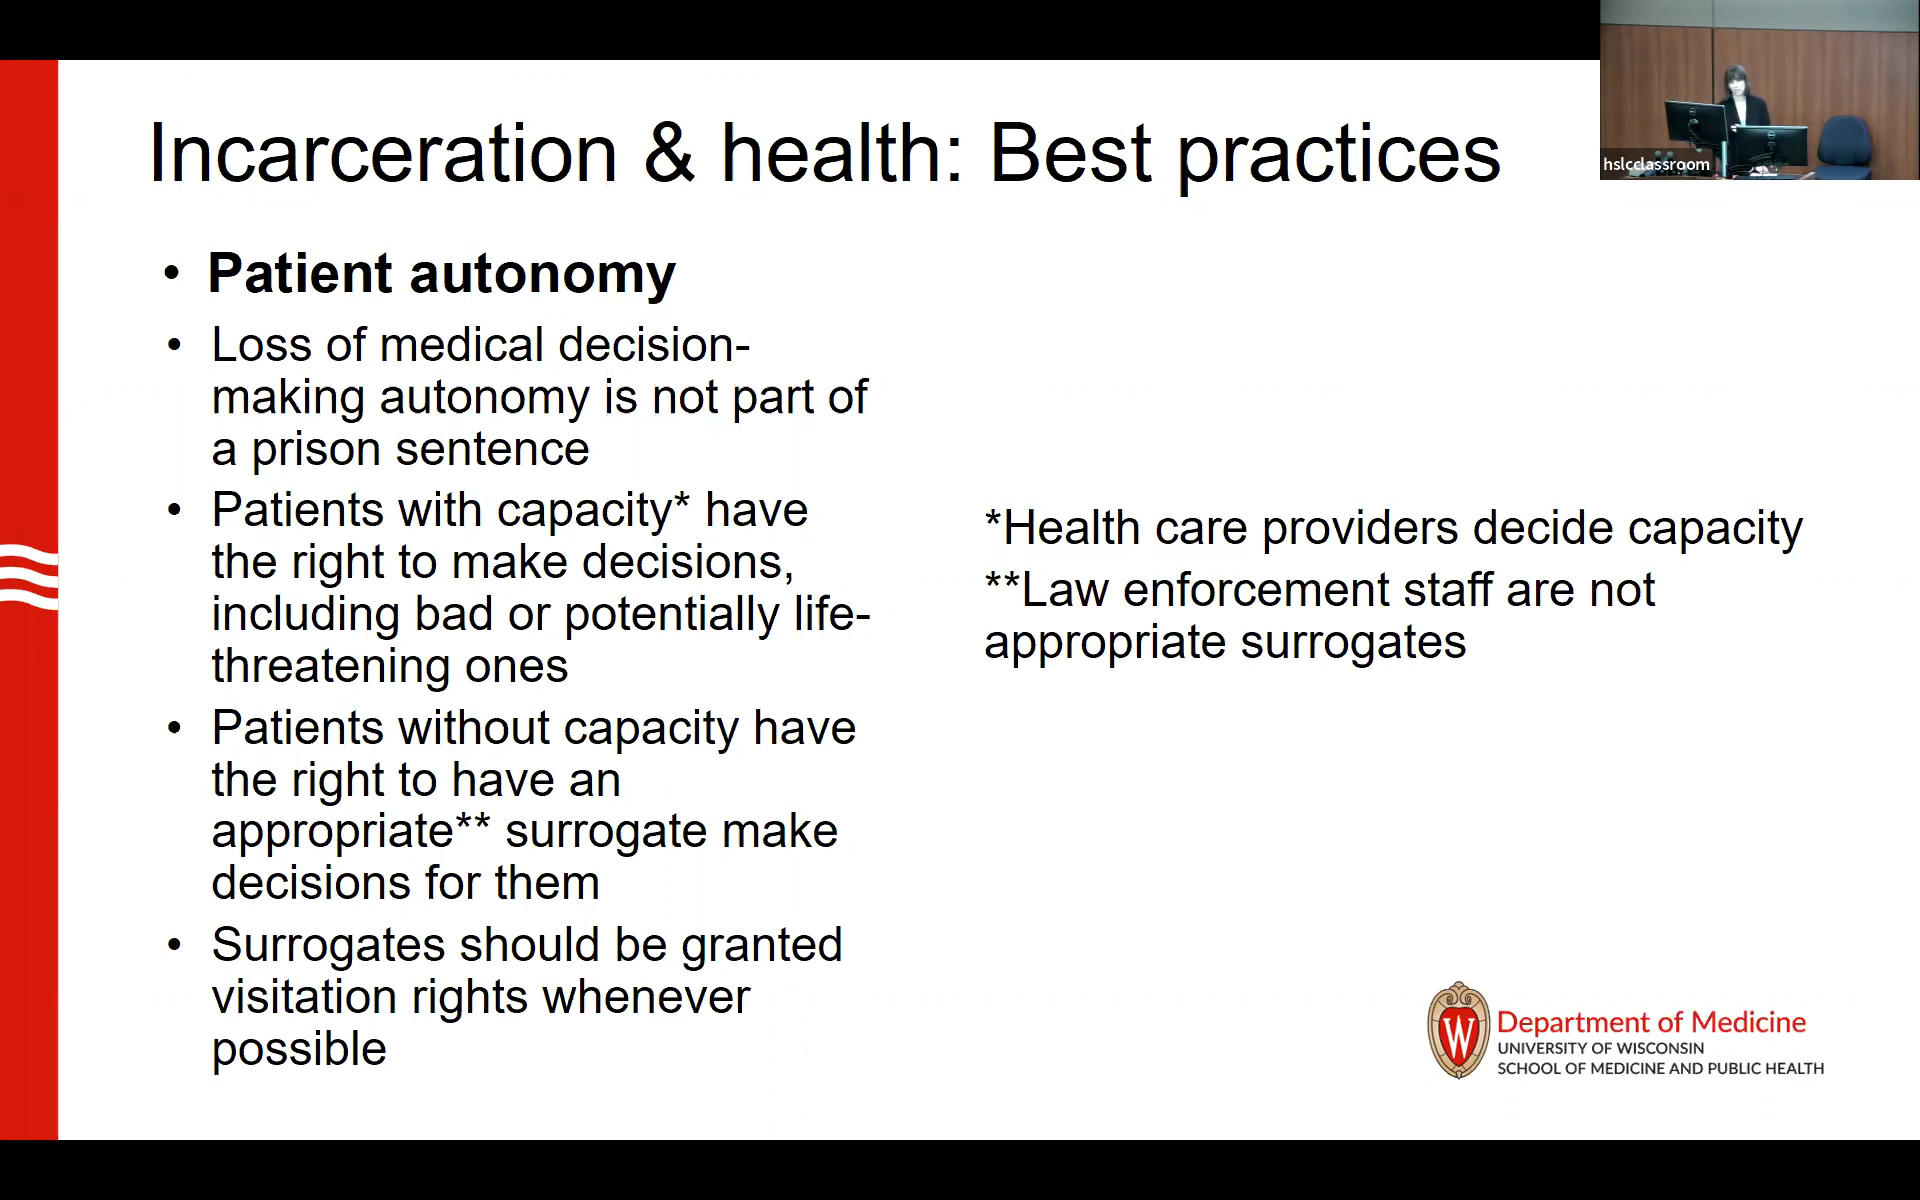 Incarceration & health: Best practices
hslcclassroom
• Patient autonomy
• Loss of medical decision-
making autonomy is not part of
a prison sentence
• Patients with capacity* have
the right to make decisions,
including bad or potentially life-
threatening ones
• Patients without capacity have
the right to have an
appropriate** surrogate make
decisions for them
• Surrogates should be granted
visitation rights whenever
possible
*Health care providers decide capacity
**Law enforcement staff are not
appropriate surrogates
W
Department of Medicine
UNIVERSITY OF WISCONSIN
SCHOOL OF MEDICINE AND PUBLIC HEALTH